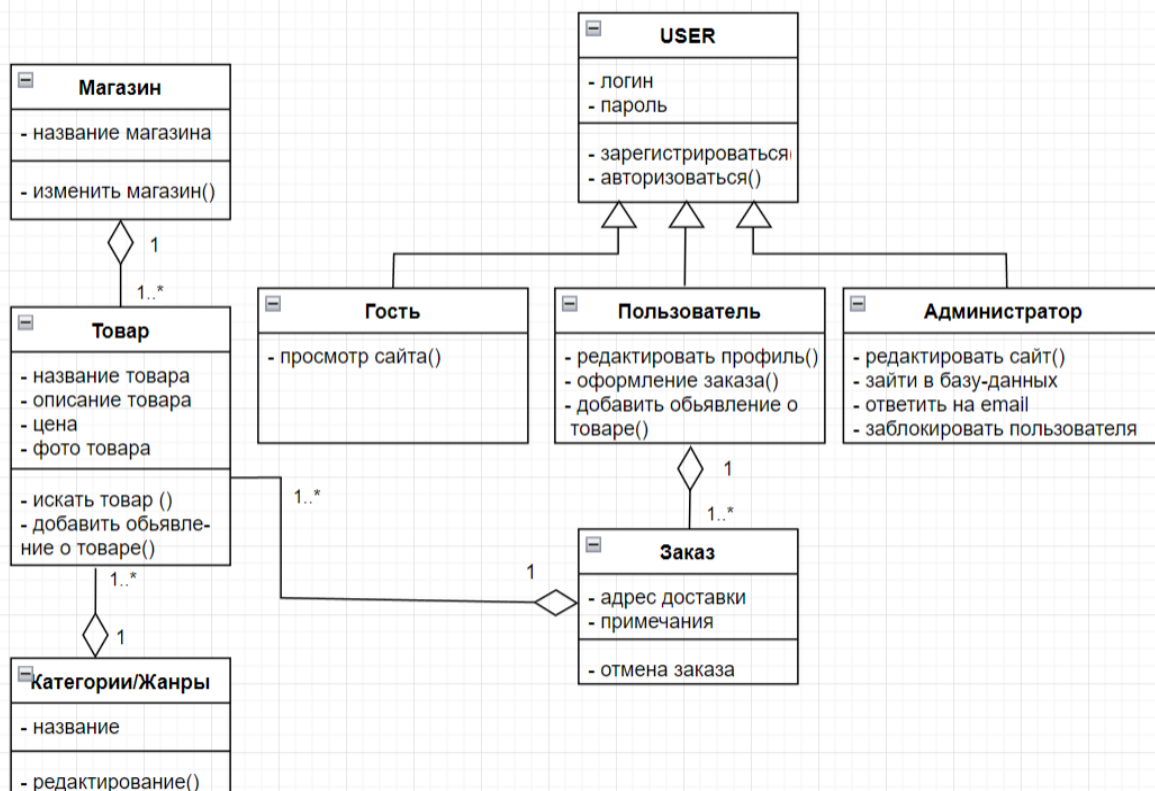 USER
- логин
- пароль
- зарегистрироваться(
- авторизоваться()
Магазин
- название магазина
- изменить магазин()
1
1..*
Товар
- название товара
- описание товара
- цена
- фото товара
- искать товар ()
- добавить обьявле-
ние о товаре()
Гость
- просмотр сайта()
Пользователь
- редактировать профиль()
- оформление заказа()
- добавить обьявление о
товаре()
Администратор
- редактировать сайт()
- зайти в базу-данных
- ответить на email
- заблокировать пользователя
1
1..*
1..*
1
Заказ
- адрес доставки
- примечания
- отмена заказа
1..*
1
Категории/Жанры
- название
- редактирование()